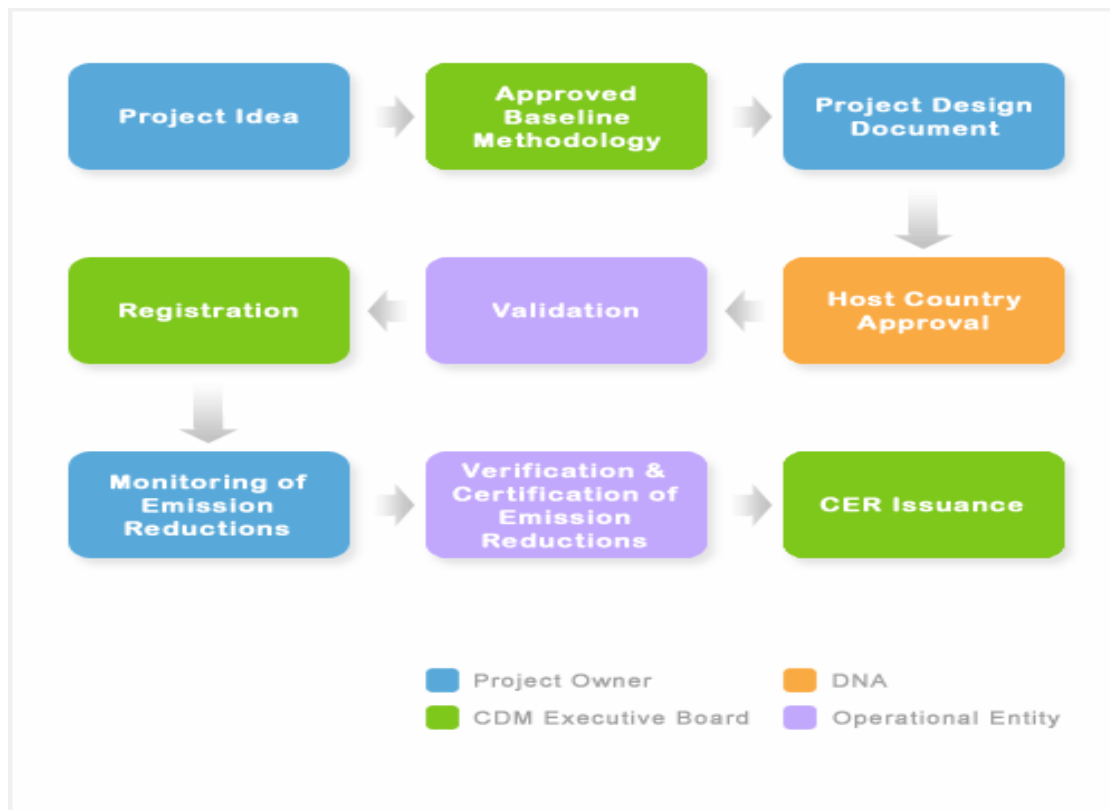 Project Idea
Approved
Baseline
Methodology
Project Design
Document
Registration
Validation
Host Country
Approval
Monitoring of
Emission
Reductions
Verification &
Certification of
Emission
Reductions
CER Issuance
Project Owner
DNA
CDM Executive Board
Operational Entity